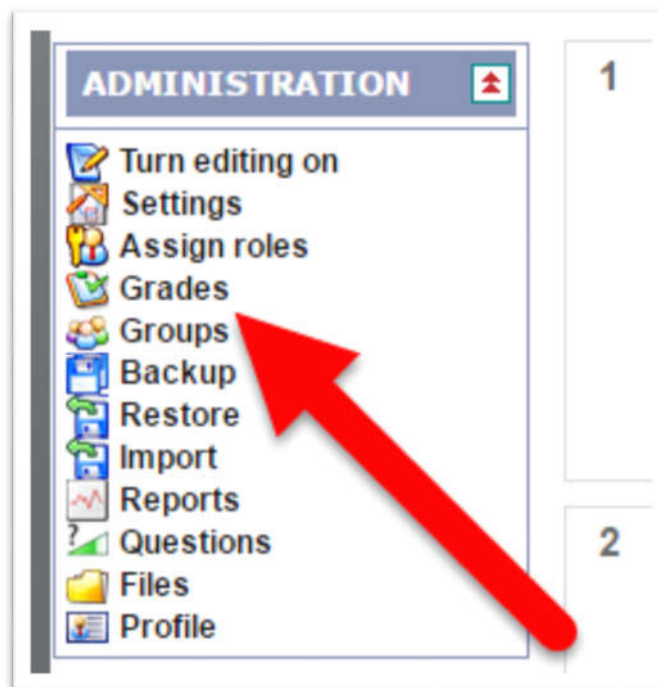 ADMINISTRATION
Turn editing on
Settings
Assign roles
Grades
Groups
Backup
Restore
Import
Reports
? Questions
Files
Profile
1
2